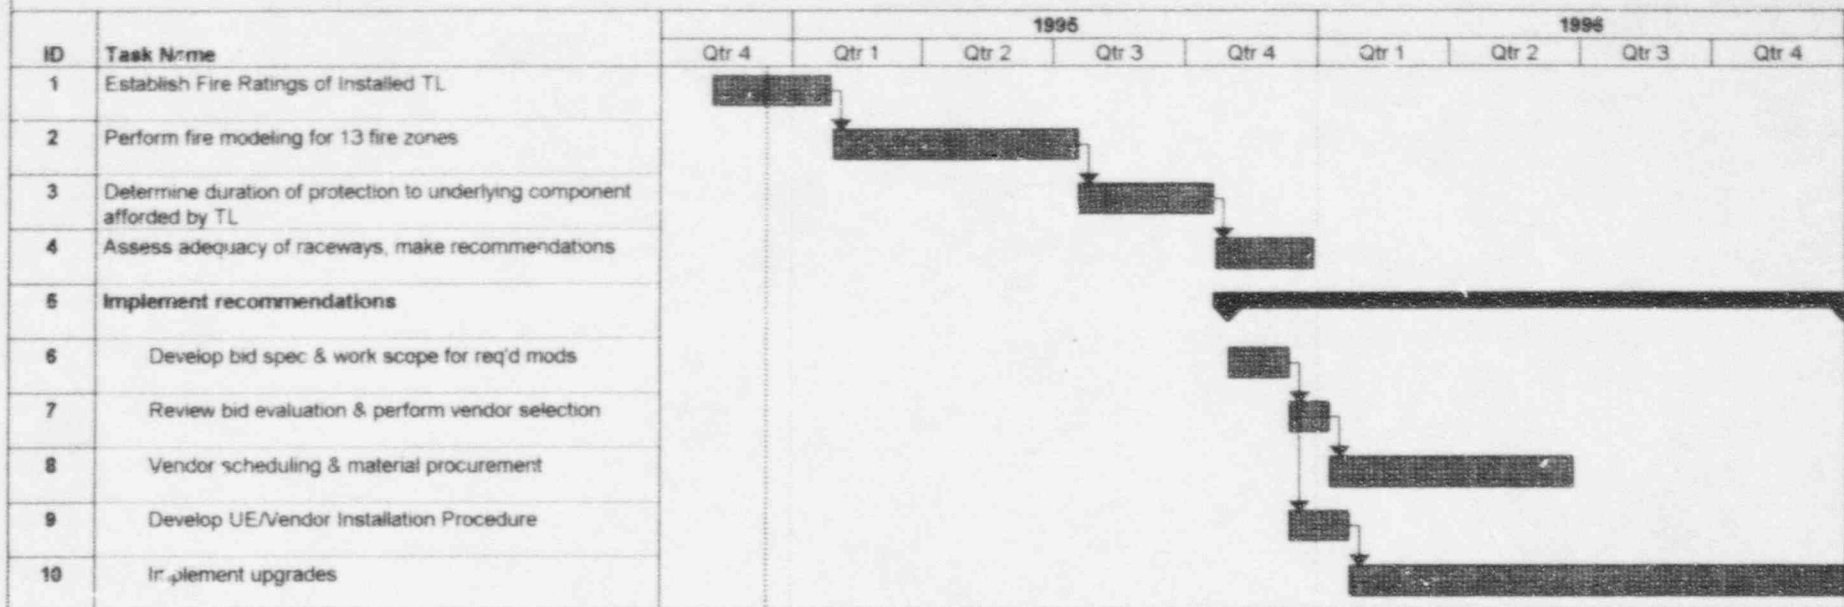 1995
1996
ID Task Name Qtr 4 Qtr 1 Qtr 2 Qtr 3 Qtr 4 Qtr 1 Qtr 2 Qtr 3 Qtr 4
1 Establish Fire Ratings of Installed TL
2 Perform fire modeling for 13 fire zones
3 Determine duration of protection to underlying component
afforded by TL
4 Assess adequacy of raceways, make recommendations
5 Implement recommendations
6 Develop bid spec & work scope for req'd mods
7 Review bid evaluation & perform vendor selection
8 Vendor scheduling & material procurement
9 Develop UE/Vendor Installation Procedure
10 Implement upgrades